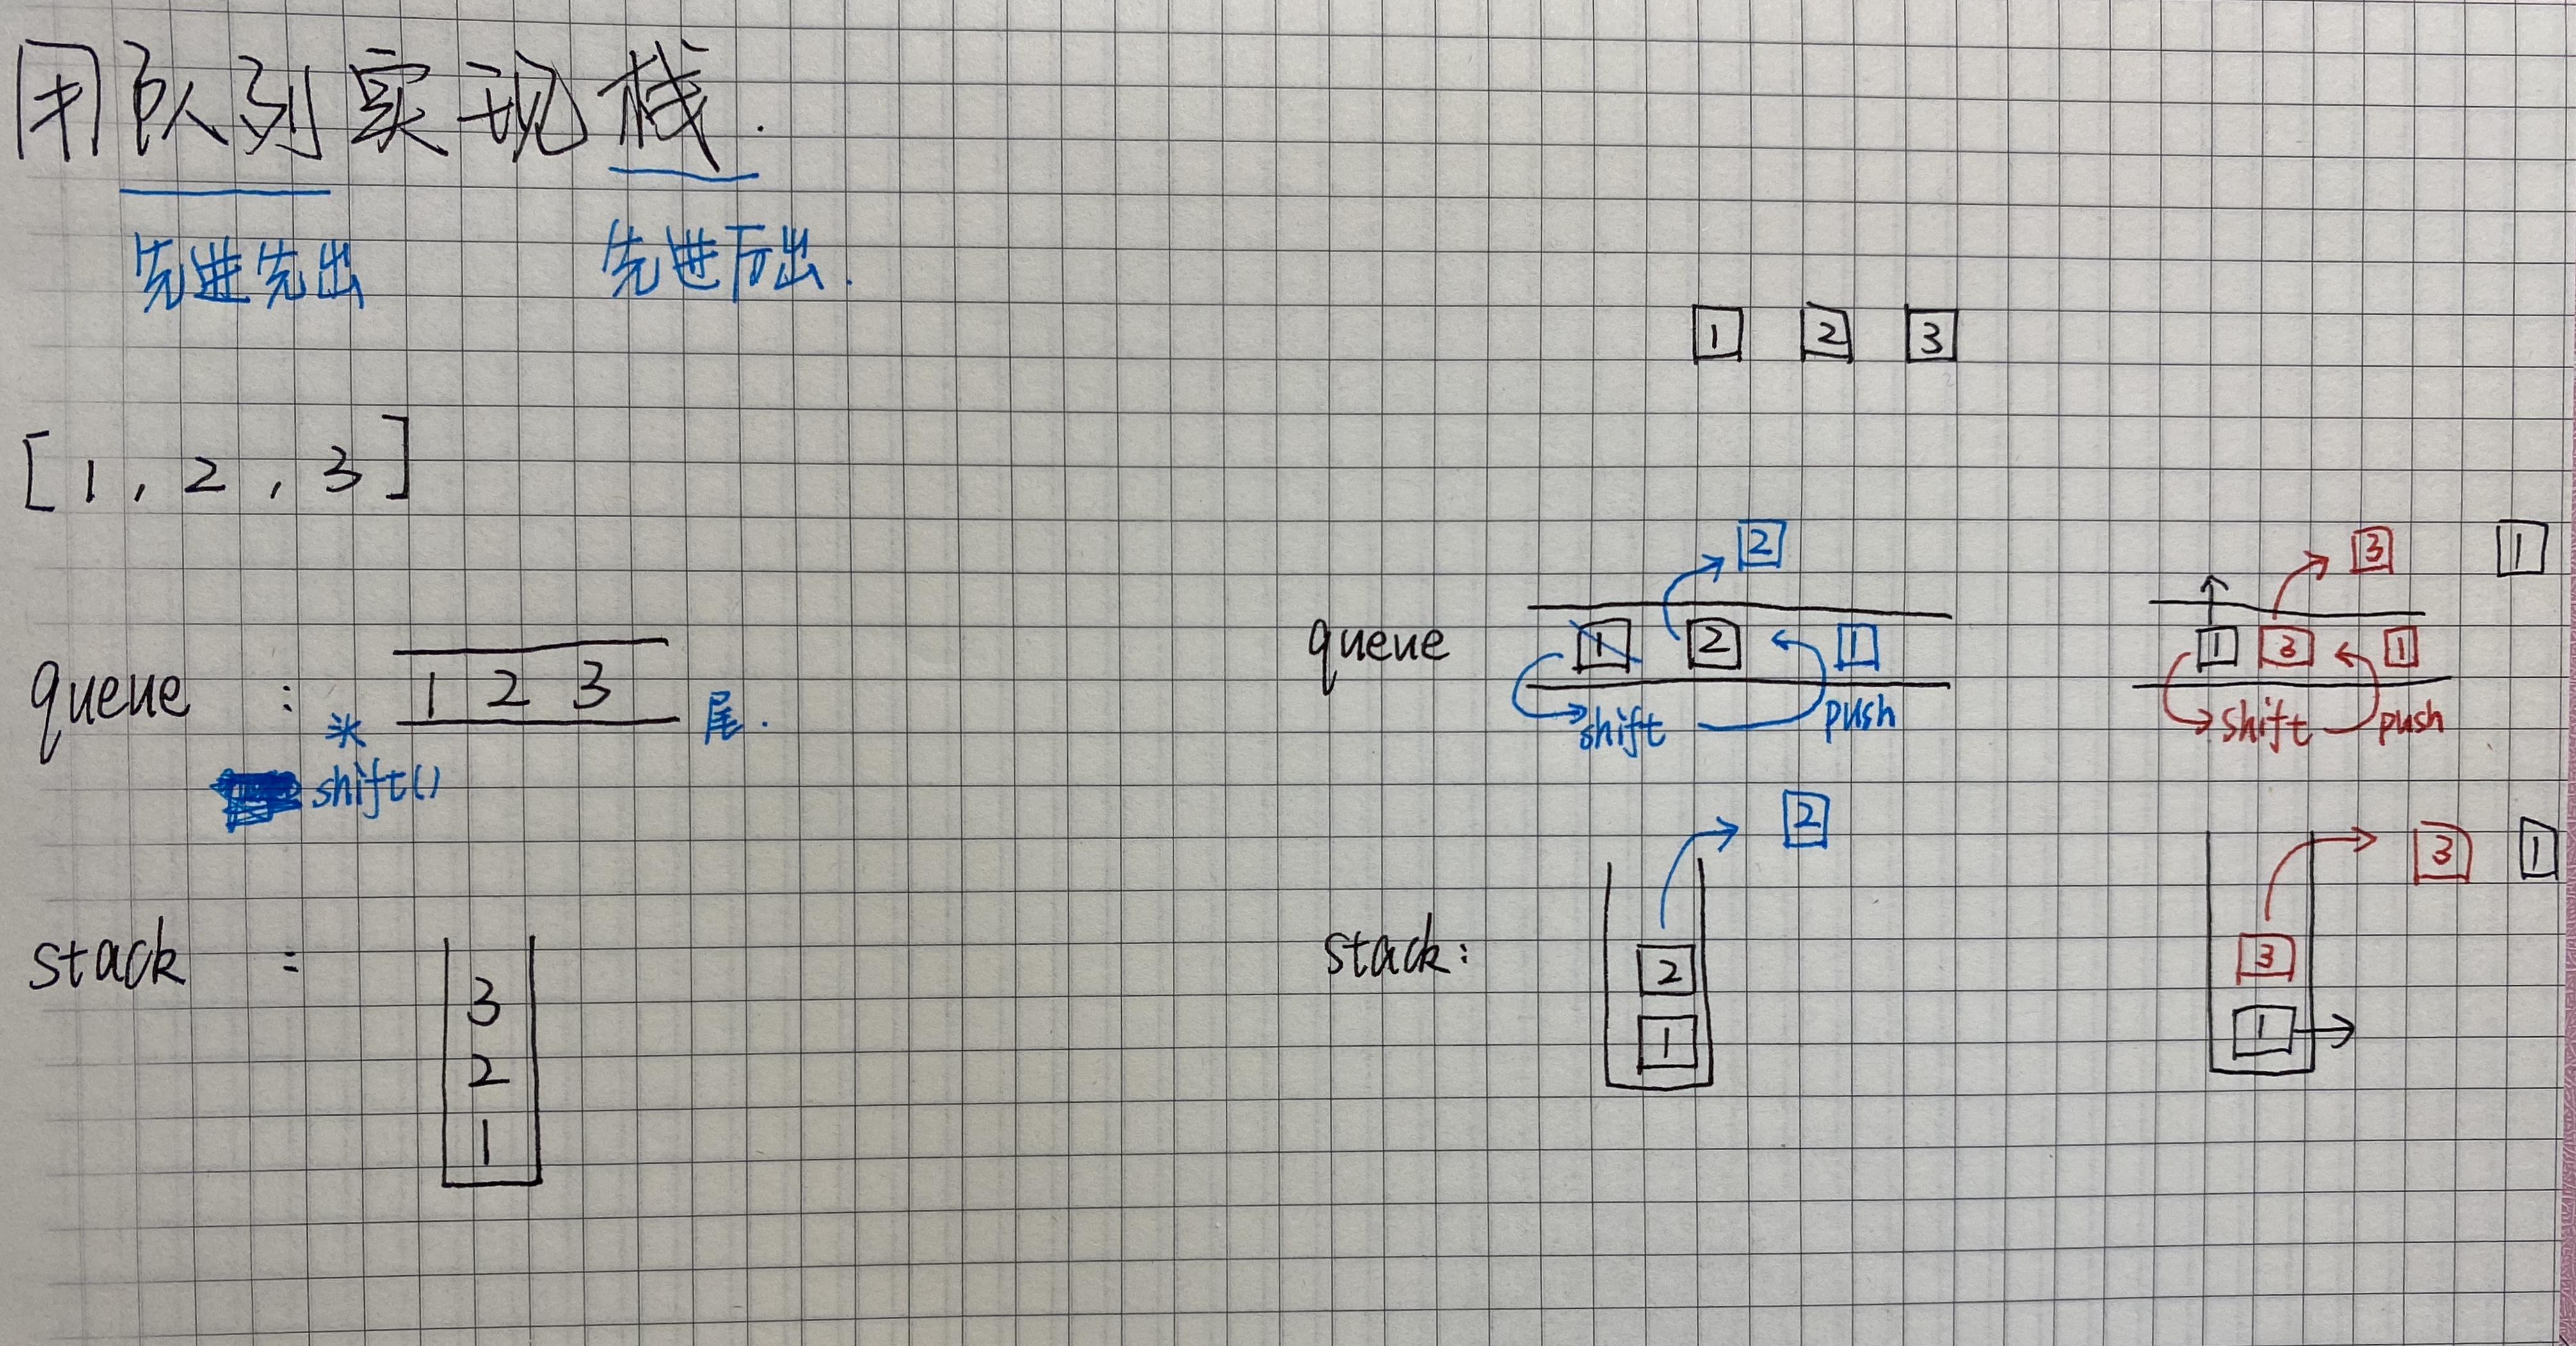 用队列实现栈.
先进先出 先进后出.
[1, 2, 3]
queue : 1 2 3
头 尾.
shift()
stack : 3
2
1
1 2 3
2 3 1
queue 1 2 1 1 3 1
shift push shift push
2 3 1
stack: 2 3
1 1